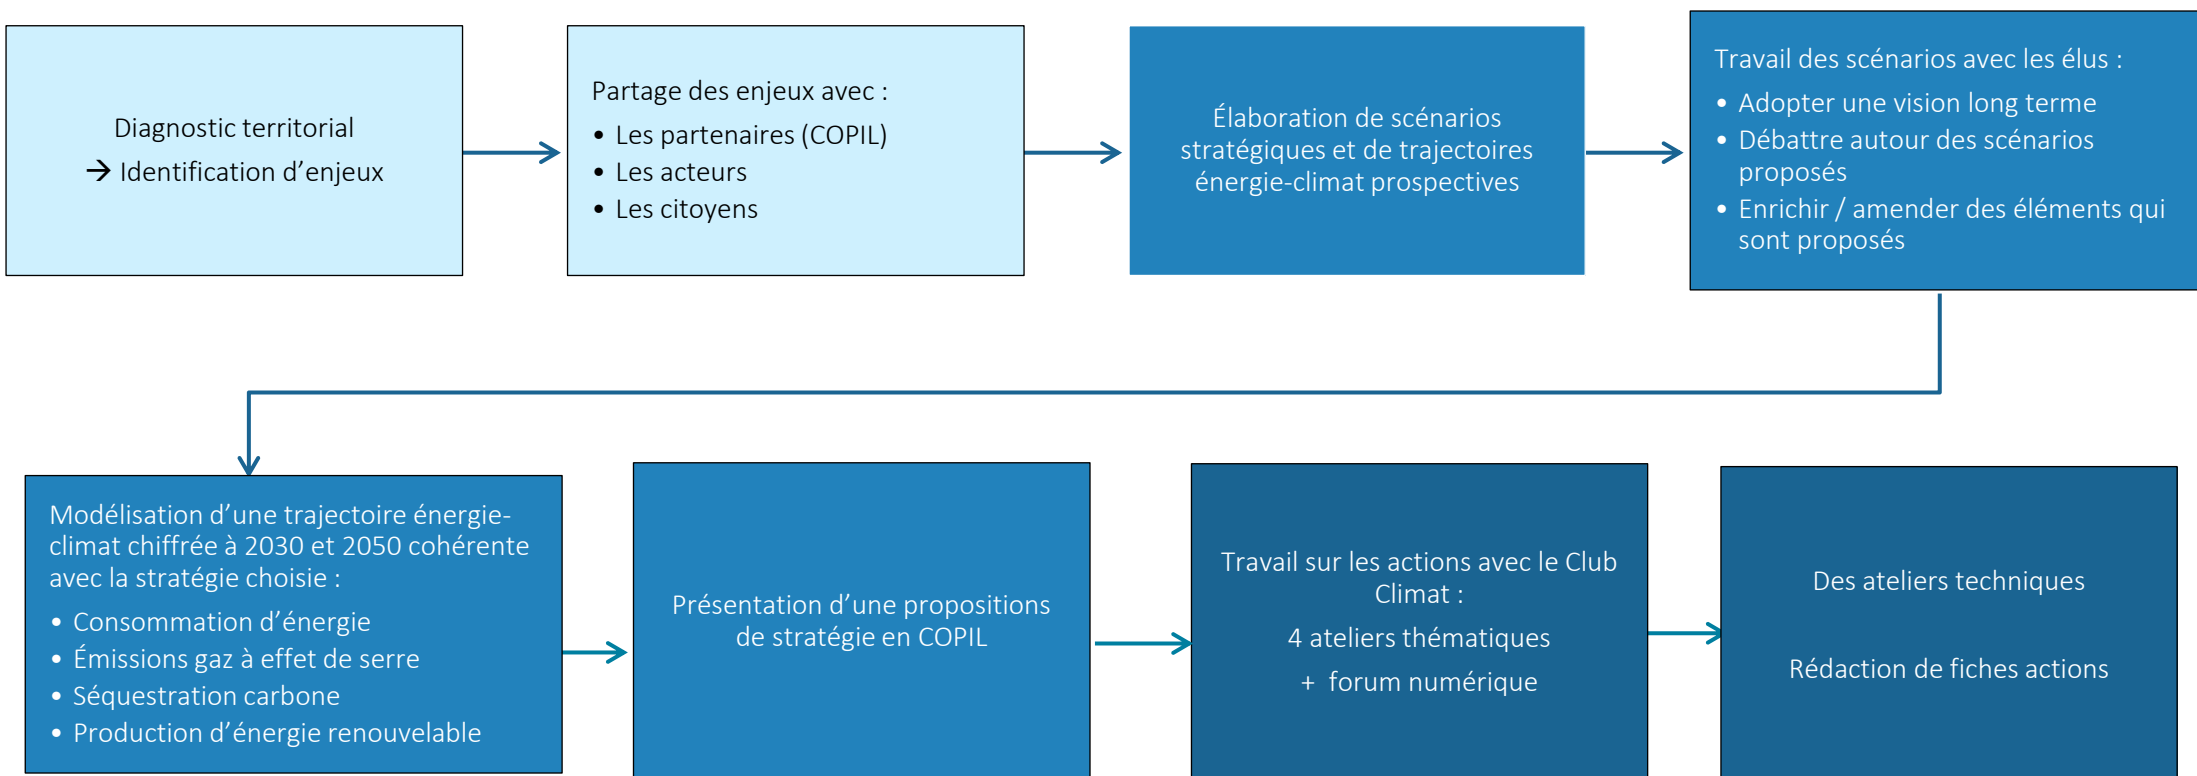 Diagnostic territorial
→ Identification d’enjeux
Partage des enjeux avec :
• Les partenaires (COPIL)
• Les acteurs
• Les citoyens
Élaboration de scénarios
stratégiques et de trajectoires
énergie-climat prospectives
Travail des scénarios avec les élus :
• Adopter une vision long terme
• Débattre autour des scénarios
proposés
• Enrichir / amender des éléments qui
sont proposés
Modélisation d’une trajectoire énergie-
climat chiffrée à 2030 et 2050 cohérente
avec la stratégie choisie :
• Consommation d’énergie
• Émissions gaz à effet de serre
• Séquestration carbone
• Production d’énergie renouvelable
Présentation d’une propositions
de stratégie en COPIL
Travail sur les actions avec le Club
Climat :
4 ateliers thématiques
+ forum numérique
Des ateliers techniques
Rédaction de fiches actions